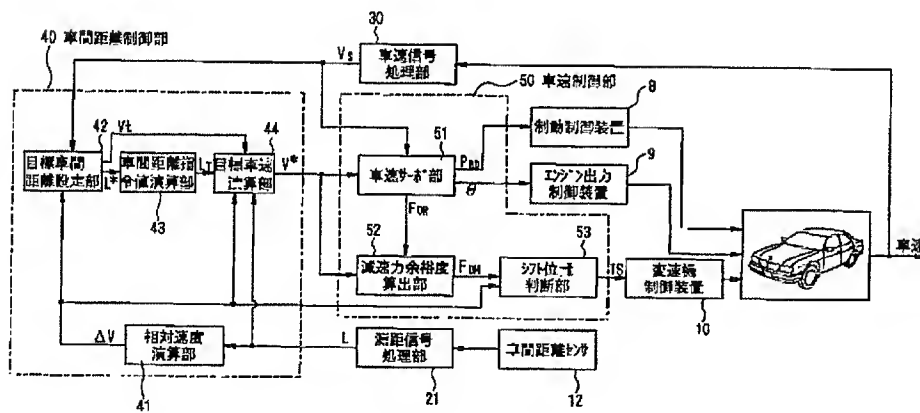 40 車間距離制御部
30
Vs
車速信号
処理部
50 車速制御部
8
制動制御装置
42
Vt
44
51
PBD
9
目標車間
距離設定部
L*
車間距離指
令値演算部
LT
目標車速
演算部
V*
車速サーボ部
θ
エンジン出力
制御装置
43
FOR
52
53
減速力余裕度
算出部
FDM
シフト位置
判断部
TS
変速機
制御装置
車速
10
ΔV
相対速度
演算部
L
測距信号
処理部
車間距離センサ
41
21
12